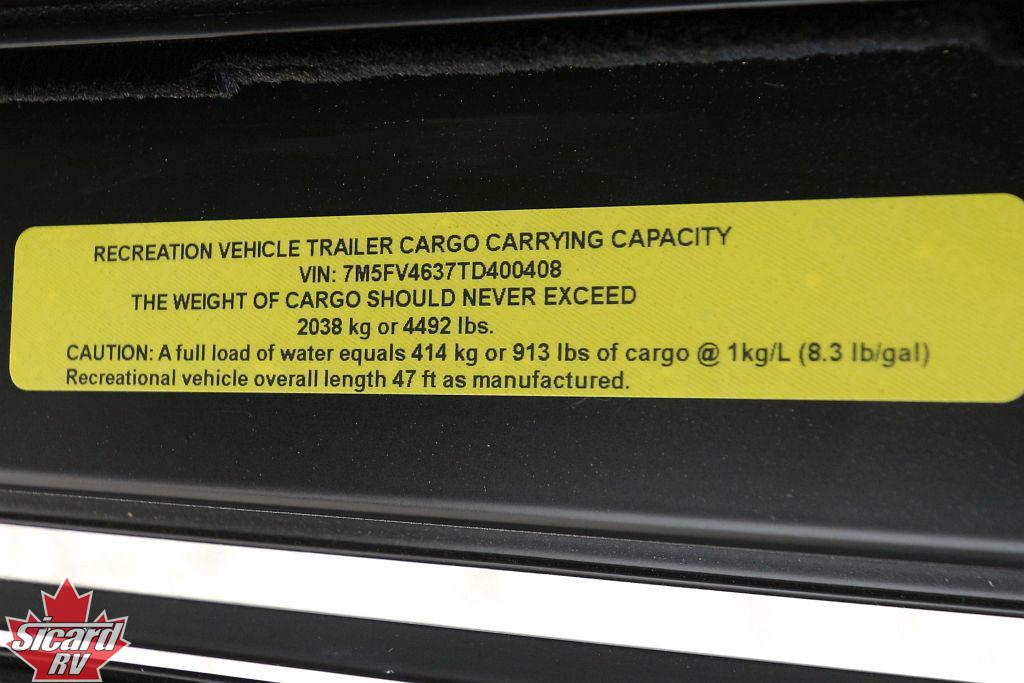 RECREATION VEHICLE TRAILER CARGO CARRYING CAPACITY
VIN: 7M5FV4637TD400408
THE WEIGHT OF CARGO SHOULD NEVER EXCEED
2038 kg or 4492 lbs.
CAUTION: A full load of water equals 414 kg or 913 lbs of cargo @ 1kg/L (8.3 lb/gal)
Recreational vehicle overall length 47 ft as manufactured.
Sicard
RV